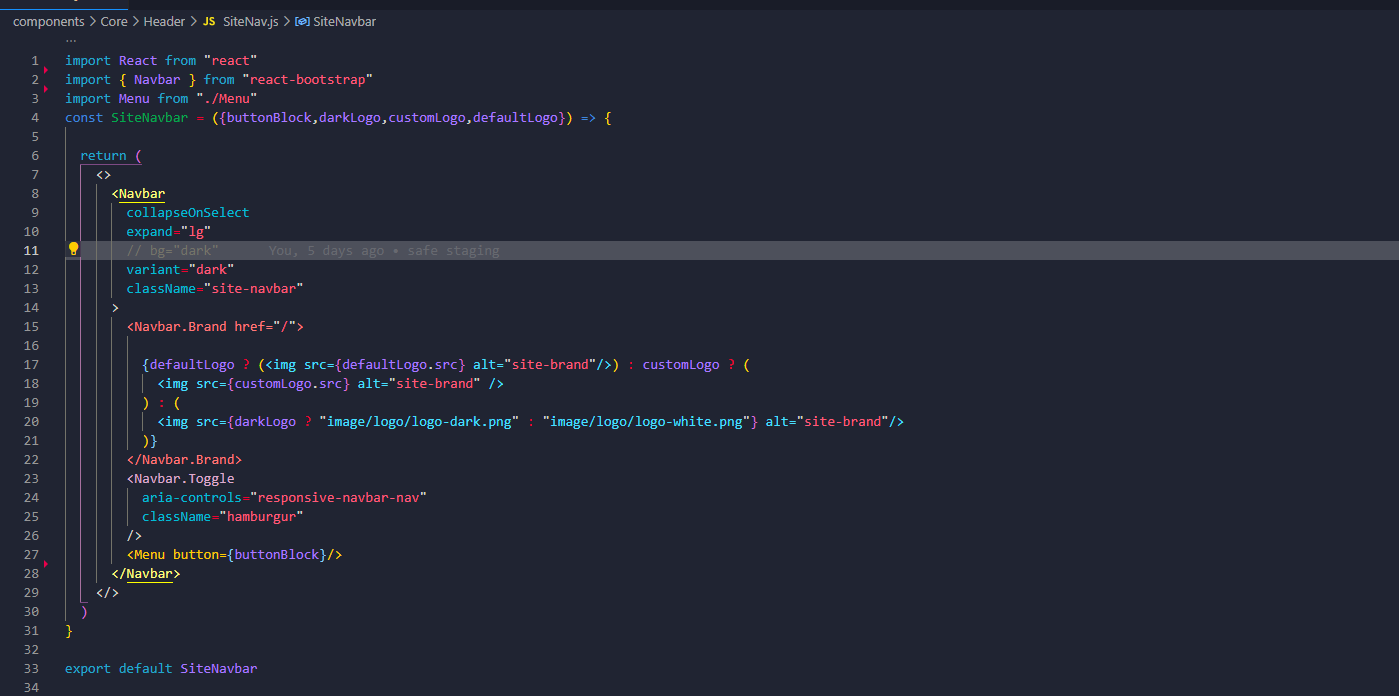 components > Core > Header > JS SiteNav.js > SiteNavbar
...
1 import React from "react"
2 import { Navbar } from "react-bootstrap"
3 import Menu from "./Menu"
4 const SiteNavbar = ({buttonBlock,darkLogo,customLogo,defaultLogo}) => {
5
6 return (
7 <>
8 <Navbar
9 collapseOnSelect
10 expand="lg"
11 // bg="dark" You, 5 days ago • safe staging
12 variant="dark"
13 className="site-navbar"
14 >
15 <Navbar.Brand href="/">
16
17 {defaultLogo ? (<img src={defaultLogo.src} alt="site-brand"/>) : customLogo ? (
18 <img src={customLogo.src} alt="site-brand" />
19 ) : (
20 <img src={darkLogo ? "image/logo/logo-dark.png" : "image/logo/logo-white.png"} alt="site-brand"/>
21 )}
22 </Navbar.Brand>
23 <Navbar.Toggle
24 aria-controls="responsive-navbar-nav"
25 className="hamburgur"
26 />
27 <Menu button={buttonBlock}/>
28 </Navbar>
29 </>
30 )
31 }
32
33 export default SiteNavbar
34